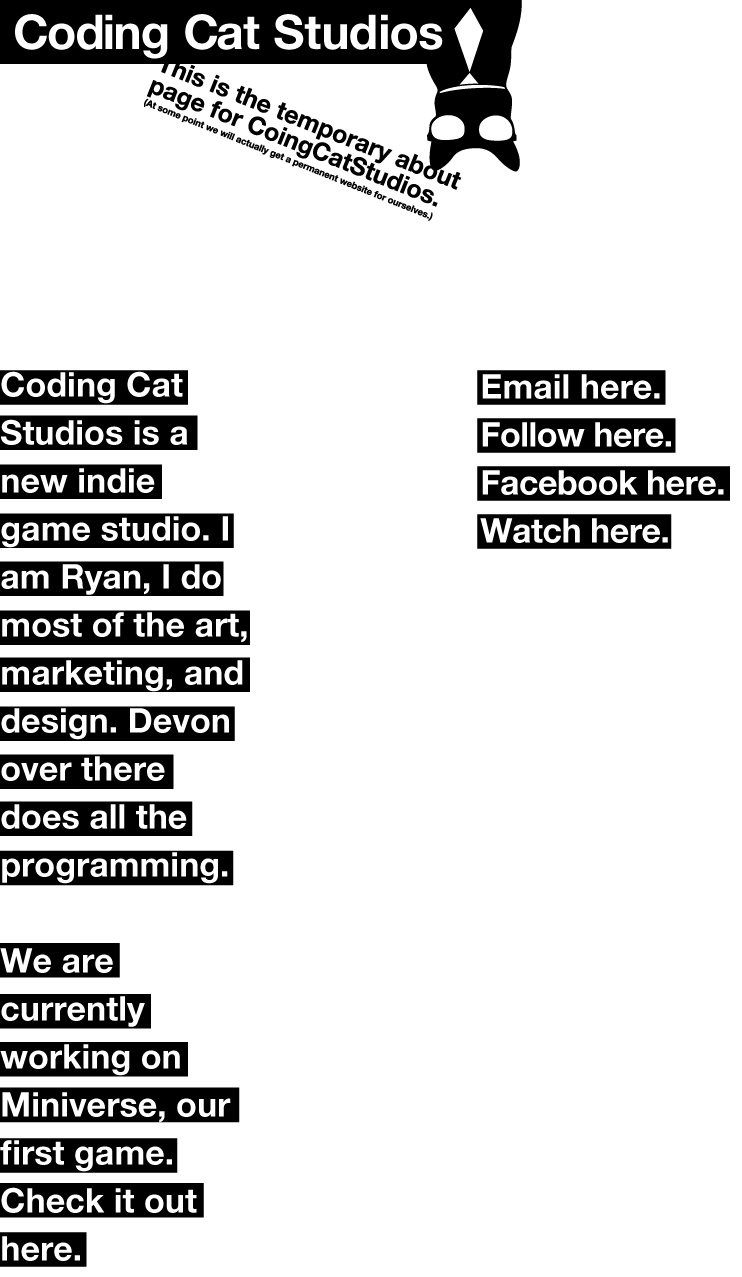 Coding Cat Studios
This is the temporary about
page for CoingCatStudios.
(At some point we will actually get a permanent website for ourselves.)
Coding Cat
Studios is a
new indie
game studio. I
am Ryan, I do
most of the art,
marketing, and
design. Devon
over there
does all the
programming.
We are
currently
working on
Miniverse, our
first game.
Check it out
here.
Email here.
Follow here.
Facebook here.
Watch here.